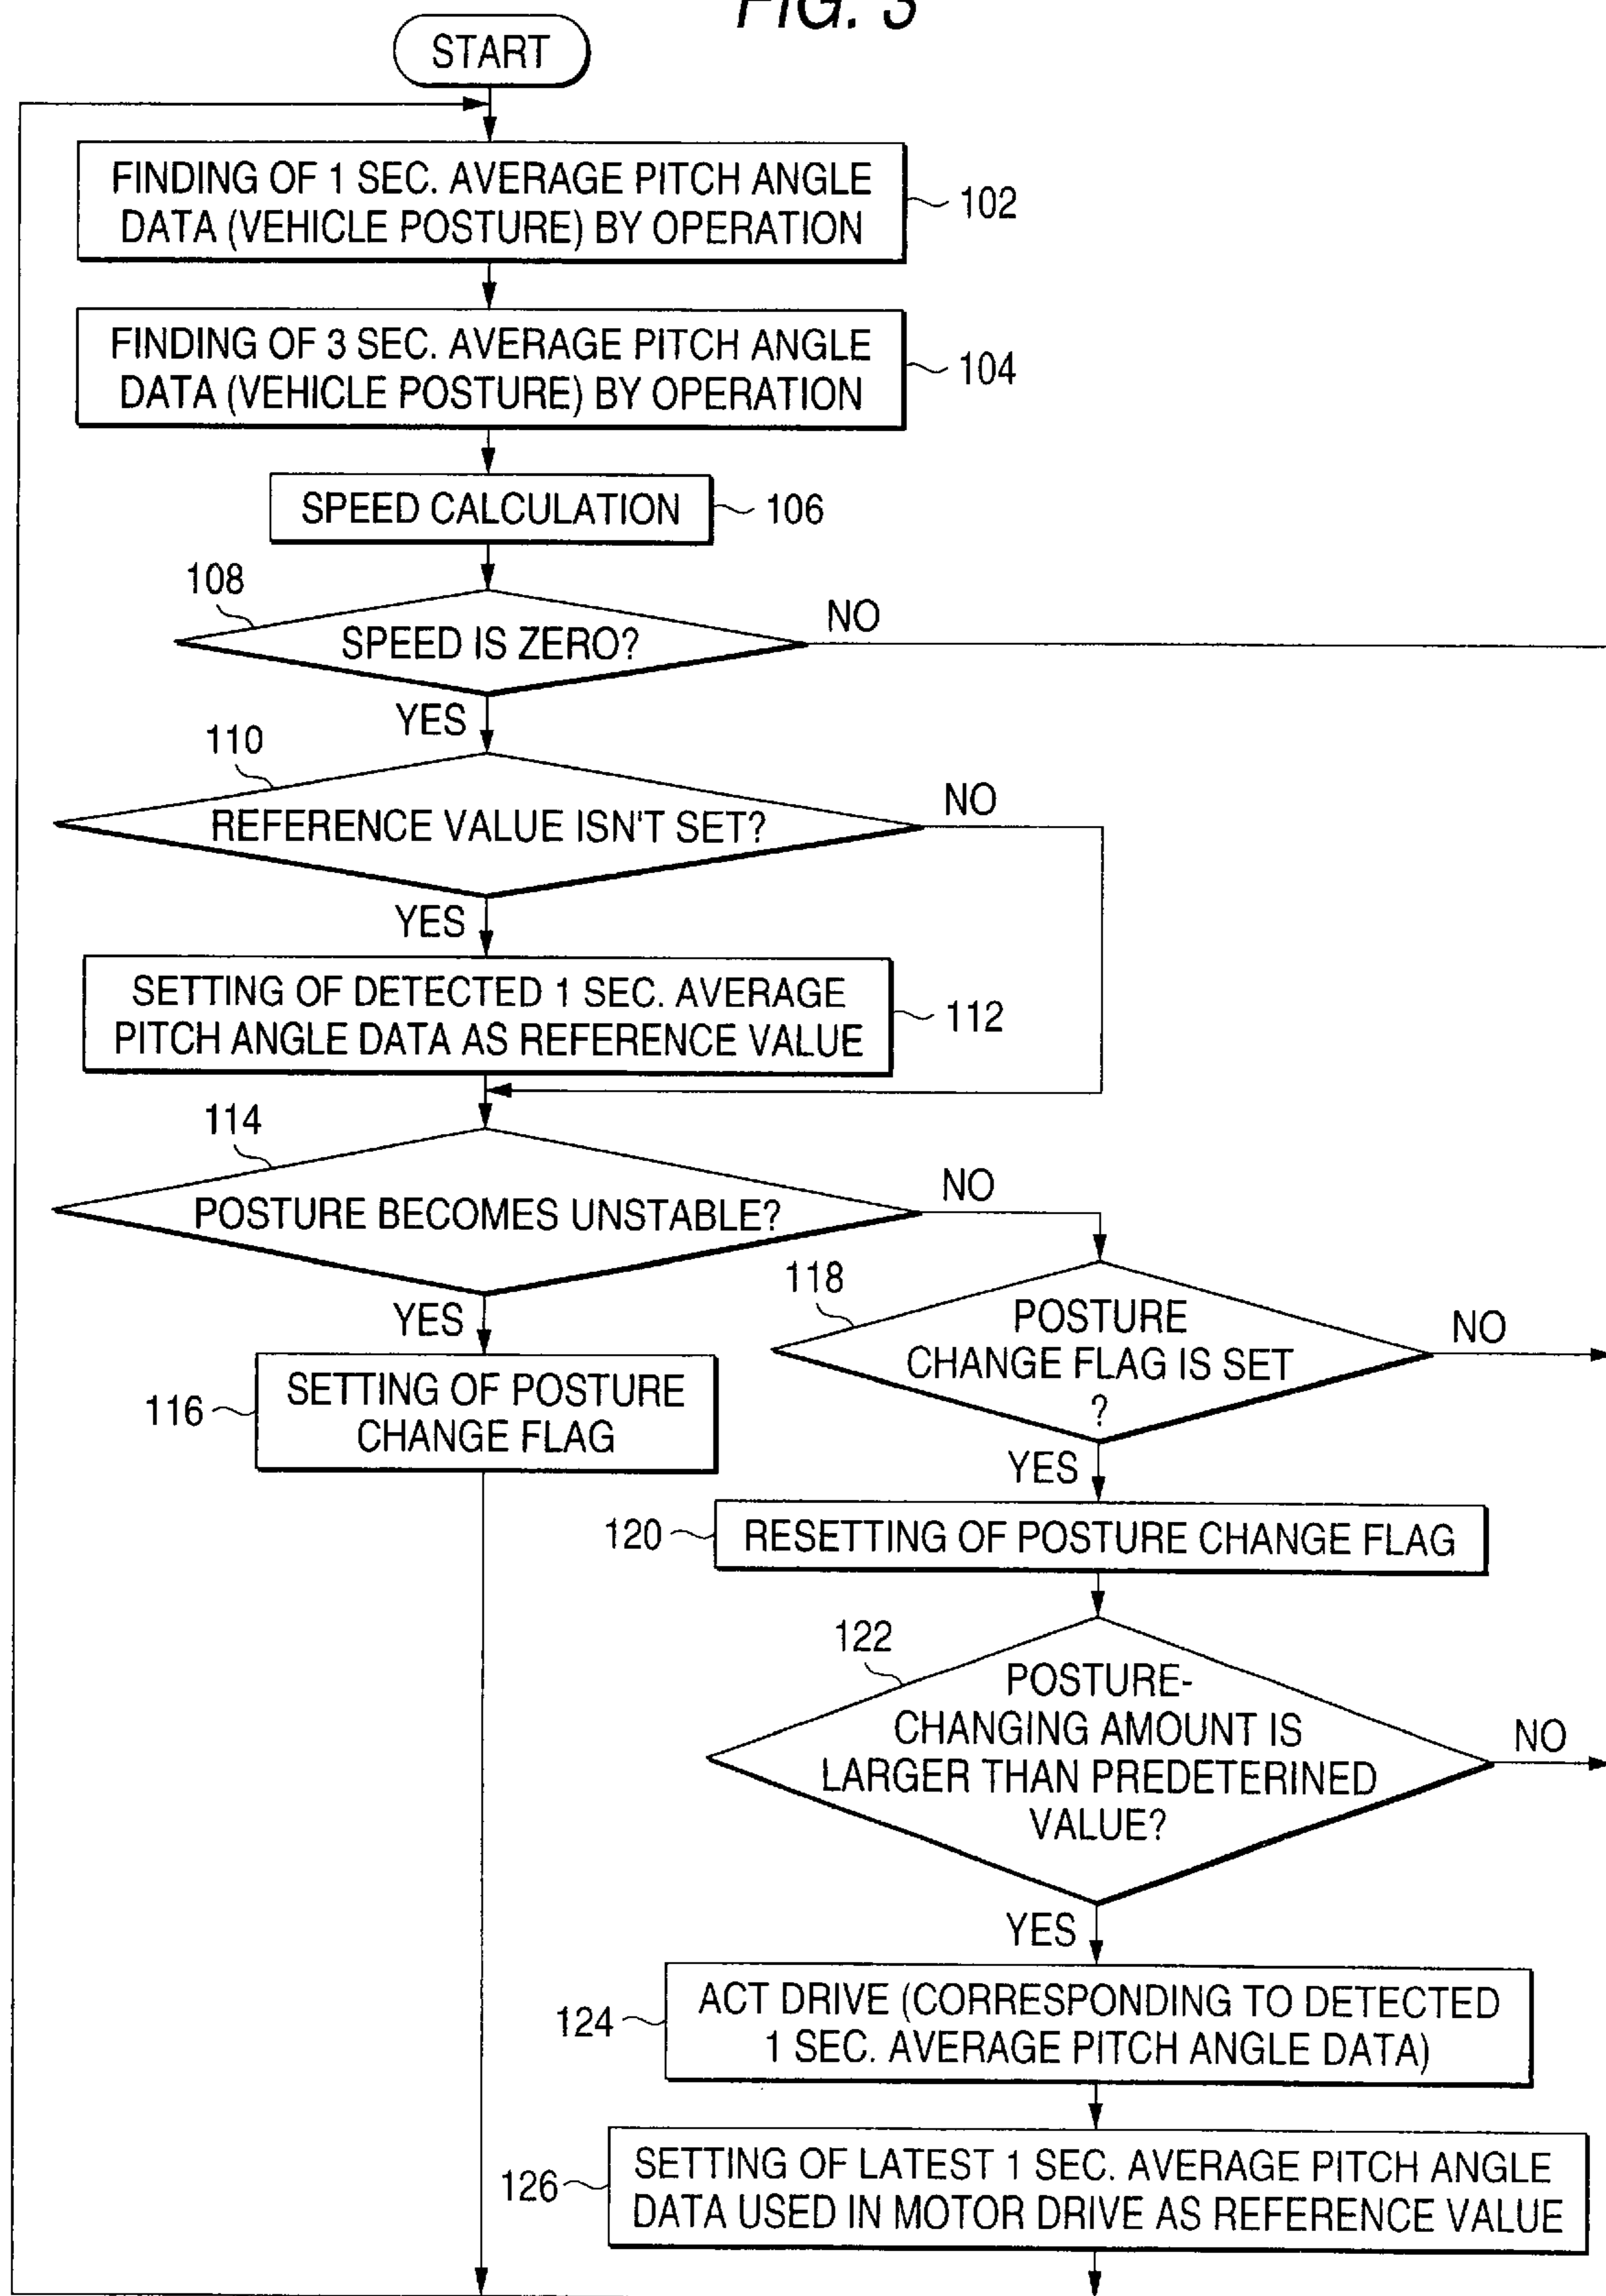 FIG. 3
START
FINDING OF 1 SEC. AVERAGE PITCH ANGLE
DATA (VEHICLE POSTURE) BY OPERATION
102
FINDING OF 3 SEC. AVERAGE PITCH ANGLE
DATA (VEHICLE POSTURE) BY OPERATION
104
SPEED CALCULATION
106
108
SPEED IS ZERO?
NO
YES
110
REFERENCE VALUE ISN'T SET?
NO
YES
SETTING OF DETECTED 1 SEC. AVERAGE
PITCH ANGLE DATA AS REFERENCE VALUE
112
114
POSTURE BECOMES UNSTABLE?
NO
YES
116
SETTING OF POSTURE
CHANGE FLAG
118
POSTURE
CHANGE FLAG IS SET
?
NO
YES
120
RESETTING OF POSTURE CHANGE FLAG
122
POSTURE-
CHANGING AMOUNT IS
LARGER THAN PREDETERINED
VALUE?
NO
YES
124
ACT DRIVE (CORRESPONDING TO DETECTED
1 SEC. AVERAGE PITCH ANGLE DATA)
126
SETTING OF LATEST 1 SEC. AVERAGE PITCH ANGLE
DATA USED IN MOTOR DRIVE AS REFERENCE VALUE